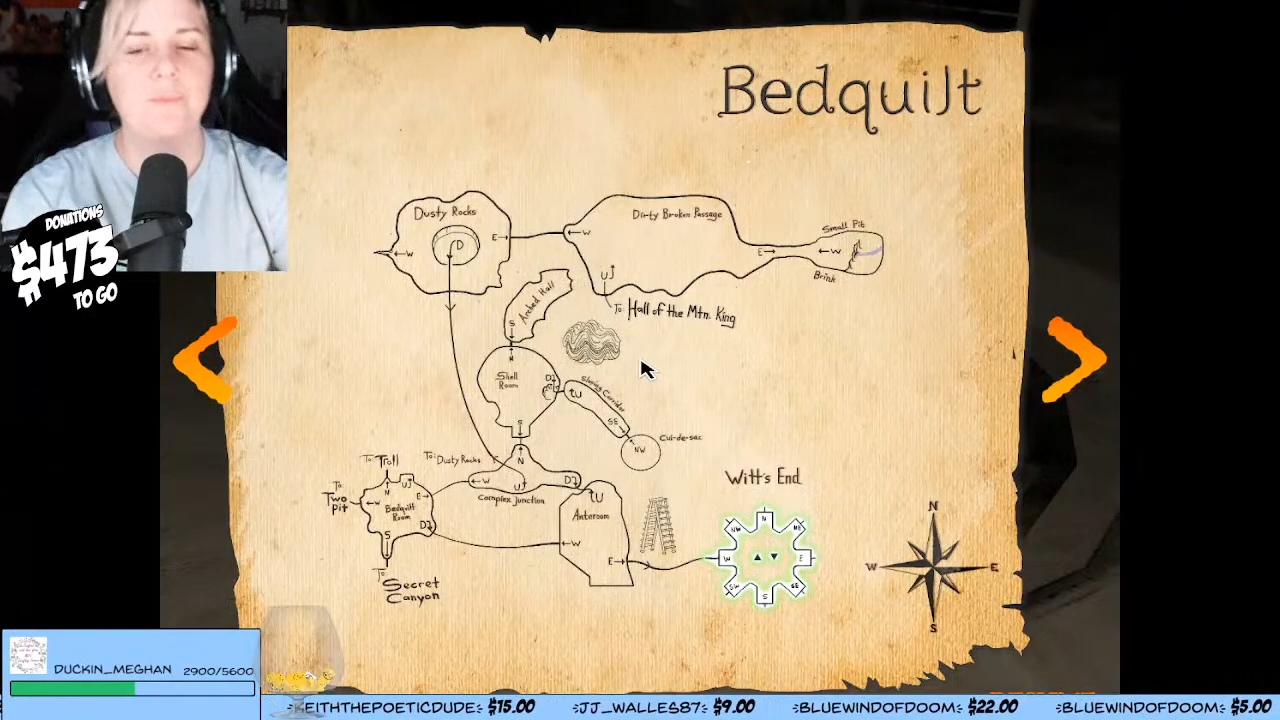 Bedquilt
DONATIONS
$473
TO GO
Dusty Rocks
D
E
W
W
Dirty Broken Passage
E
U
To: Hall of the Mtn. King
Small Pit
W
Brink
Arched Hall
S
N
Shell Room
D
S
U
Sloping Corridor
SE
NW
Cul-de-sac
To: Troll
To: Two pit
N
U
W
E
Bedquilt Room
D
S
To: Secret Canyon
To: Dusty Rocks
N
W
U
D
Complex Junction
U
Anteroom
W
E
Witt's End
N
NW
NE
W
E
SW
SE
S
N
W
E
S
DUCKIN_MEGHAN 2900/5600
KEITHTHEPOETICDUDE: $15.00 JJ_WALLES87: $9.00 BLUEWINDOFDOOM: $22.00 BLUEWINDOFDOOM: $5.00